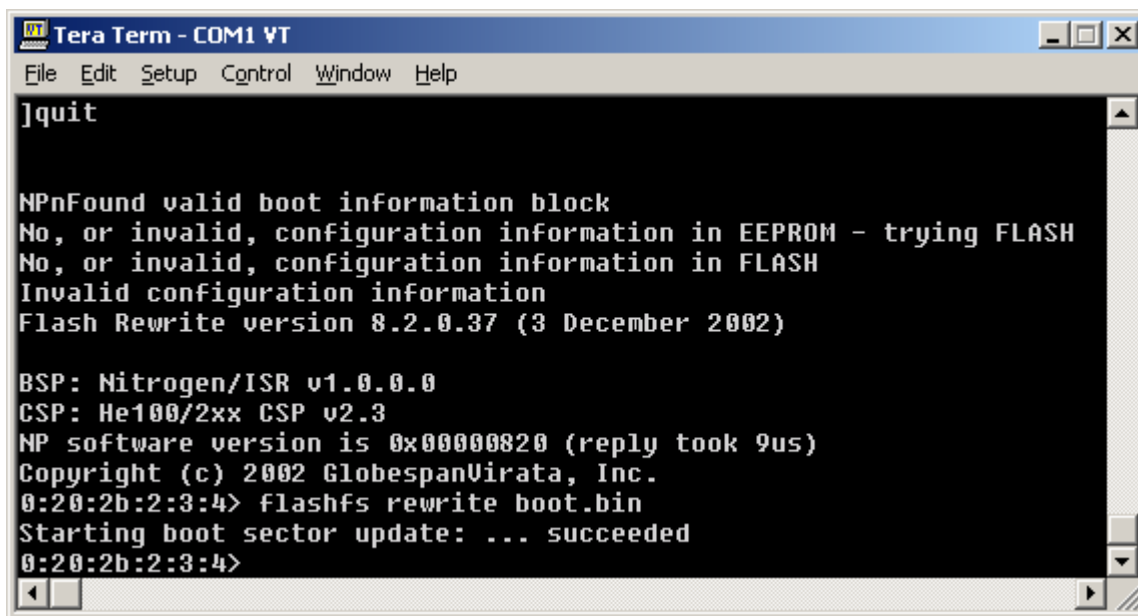 Tera Term - COM1 VT
File Edit Setup Control Window Help
]quit
NPnFound valid boot information block
No, or invalid, configuration information in EEPROM - trying FLASH
No, or invalid, configuration information in FLASH
Invalid configuration information
Flash Rewrite version 8.2.0.37 (3 December 2002)
BSP: Nitrogen/ISR v1.0.0.0
CSP: He100/2xx CSP v2.3
NP software version is 0x00000820 (reply took 9us)
Copyright (c) 2002 GlobespanVirata, Inc.
0:20:2b:2:3:4> flashfs rewrite boot.bin
Starting boot sector update: ... succeeded
0:20:2b:2:3:4>